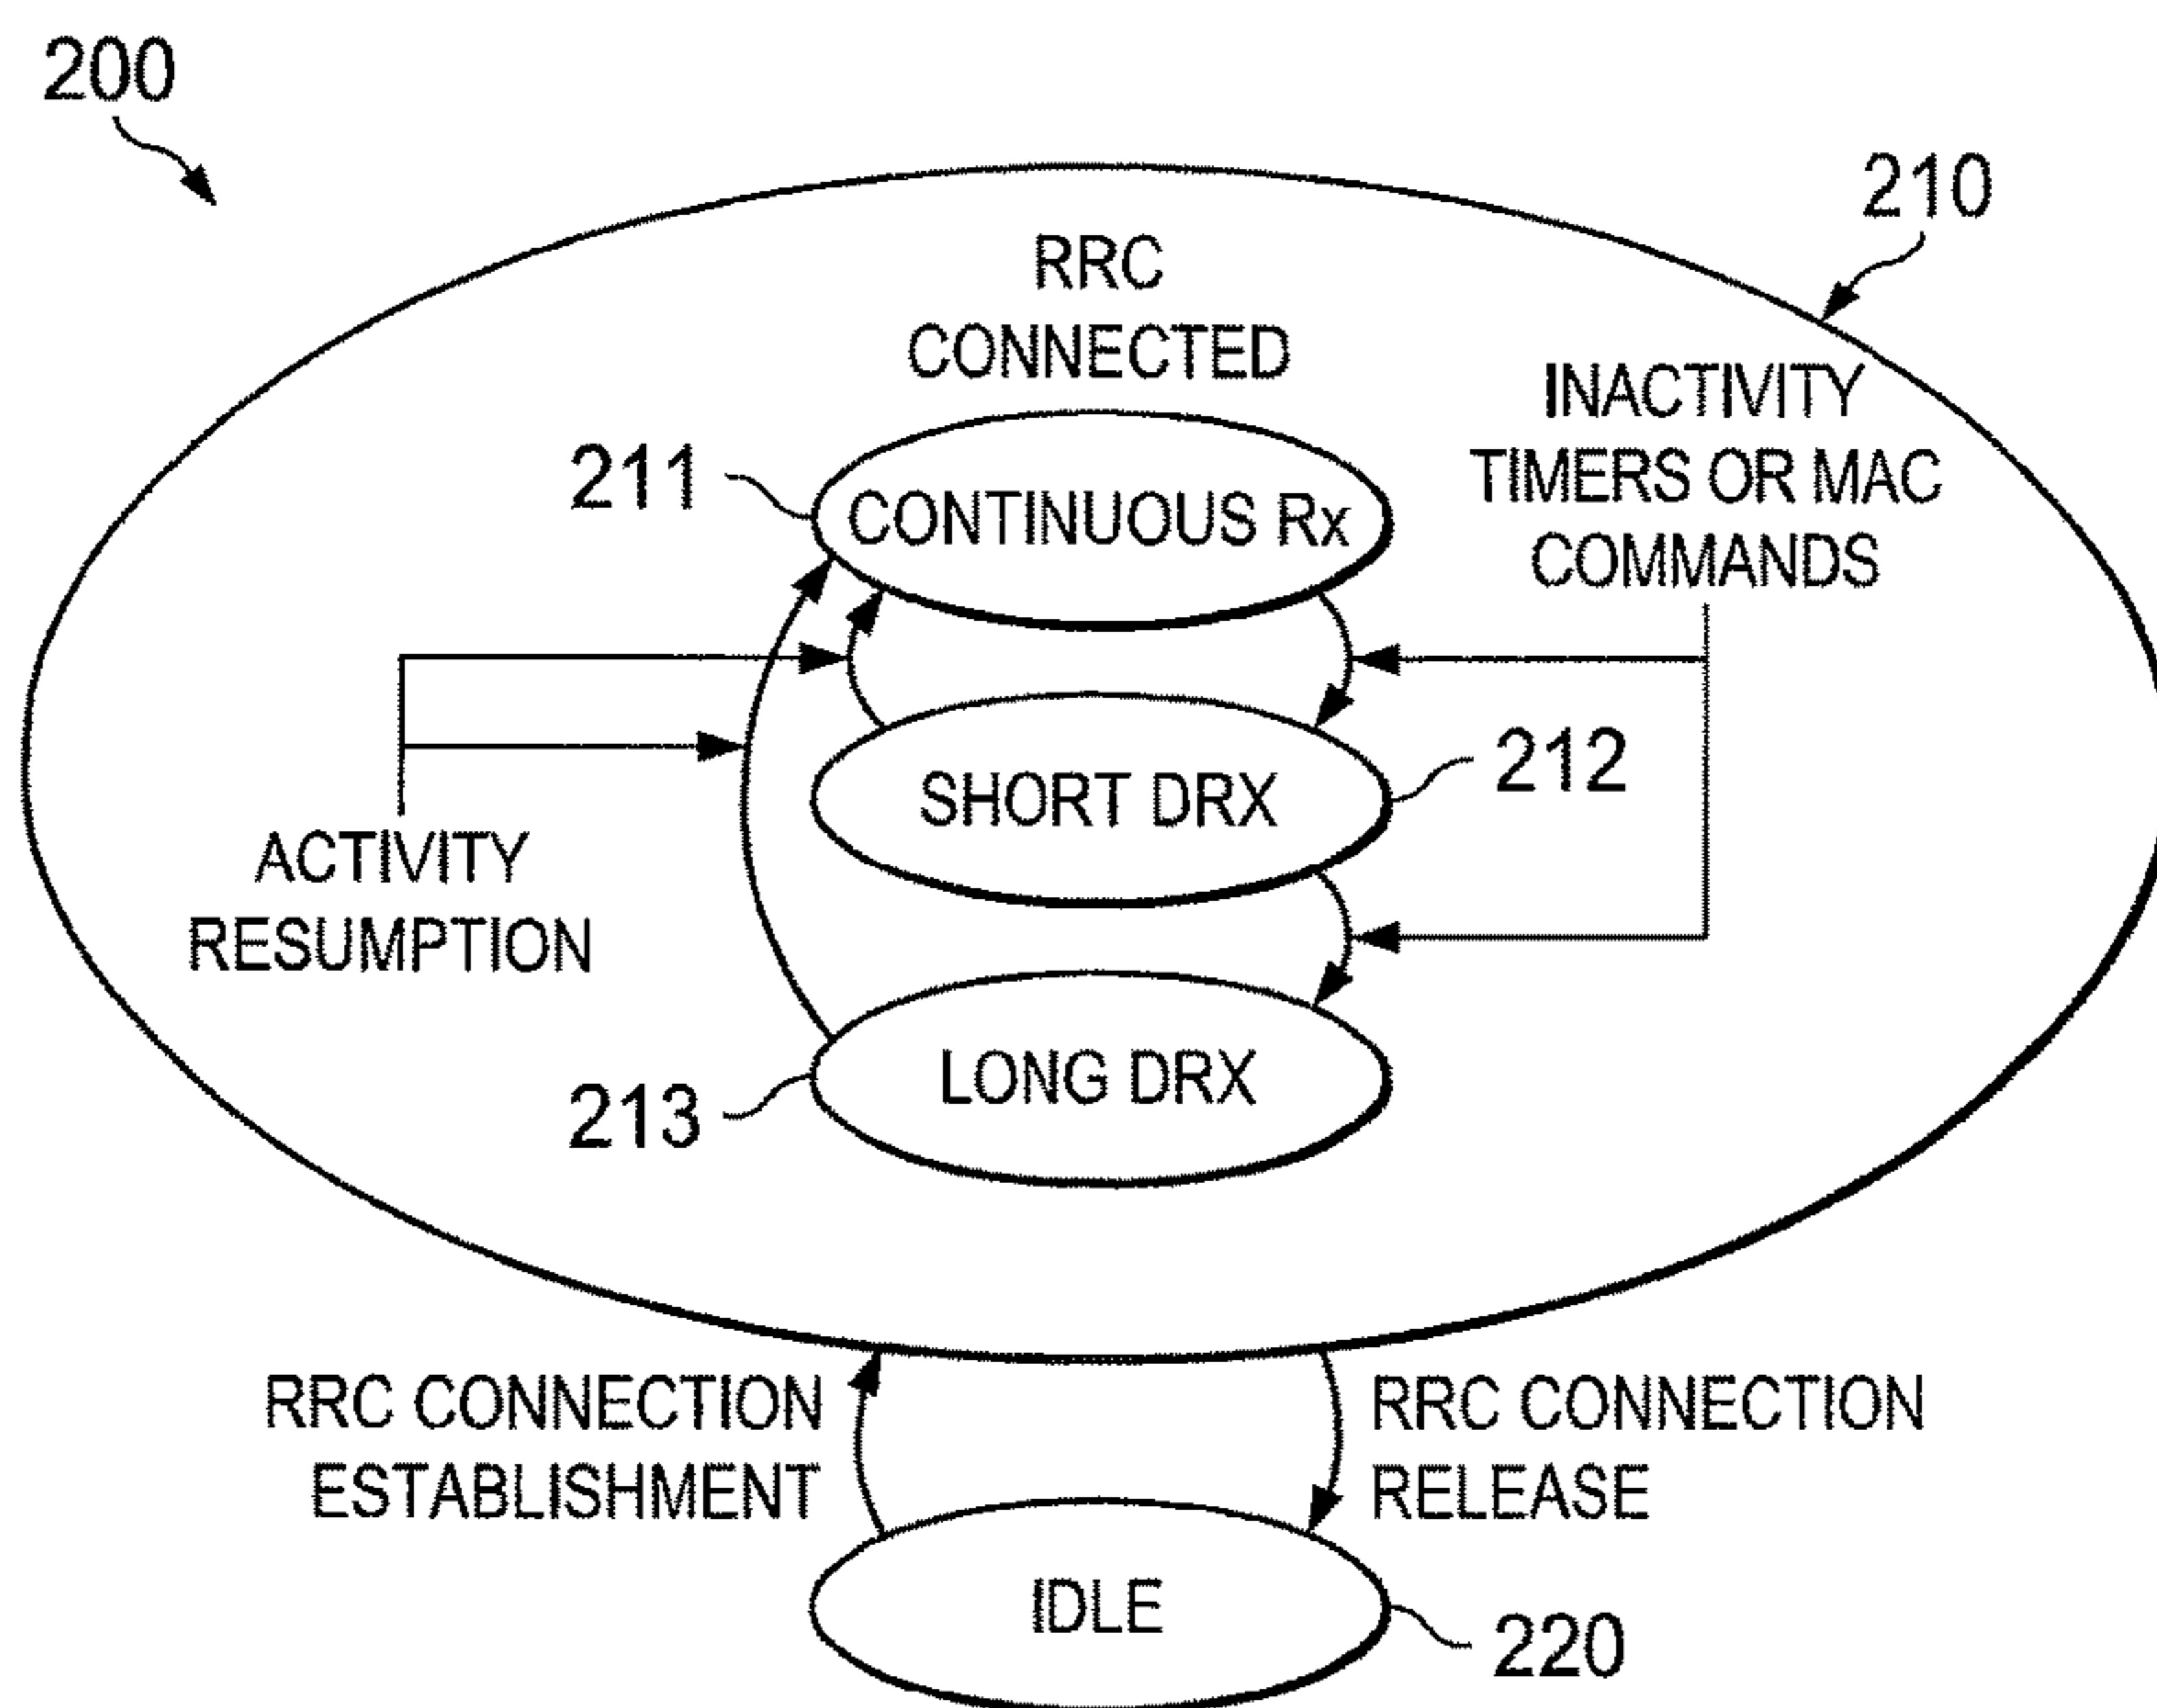 200
210
RRC
CONNECTED
INACTIVITY
TIMERS OR MAC
COMMANDS
211
CONTINUOUS Rx
SHORT DRX
212
ACTIVITY
RESUMPTION
LONG DRX
213
RRC CONNECTION
ESTABLISHMENT
RRC CONNECTION
RELEASE
IDLE
220